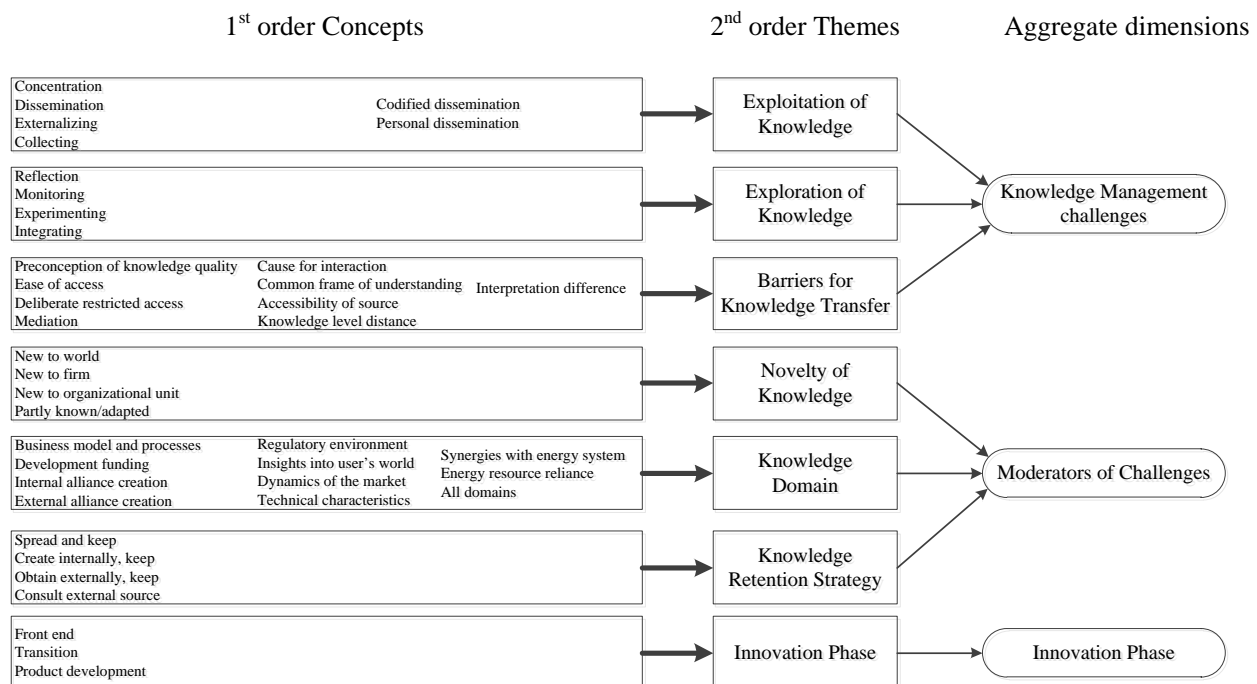 1st order Concepts
2nd order Themes
Aggregate dimensions
Concentration
Dissemination
Externalizing
Collecting
Codified dissemination
Personal dissemination
Exploitation of
Knowledge
Reflection
Monitoring
Experimenting
Integrating
Exploration of
Knowledge
Knowledge Management
challenges
Preconception of knowledge quality
Ease of access
Deliberate restricted access
Mediation
Cause for interaction
Common frame of understanding
Accessibility of source
Knowledge level distance
Interpretation difference
Barriers for
Knowledge Transfer
New to world
New to firm
New to organizational unit
Partly known/adapted
Novelty of
Knowledge
Business model and processes
Development funding
Internal alliance creation
External alliance creation
Regulatory environment
Insights into user’s world
Dynamics of the market
Technical characteristics
Synergies with energy system
Energy resource reliance
All domains
Knowledge
Domain
Moderators of Challenges
Spread and keep
Create internally, keep
Obtain externally, keep
Consult external source
Knowledge
Retention Strategy
Front end
Transition
Product development
Innovation Phase
Innovation Phase